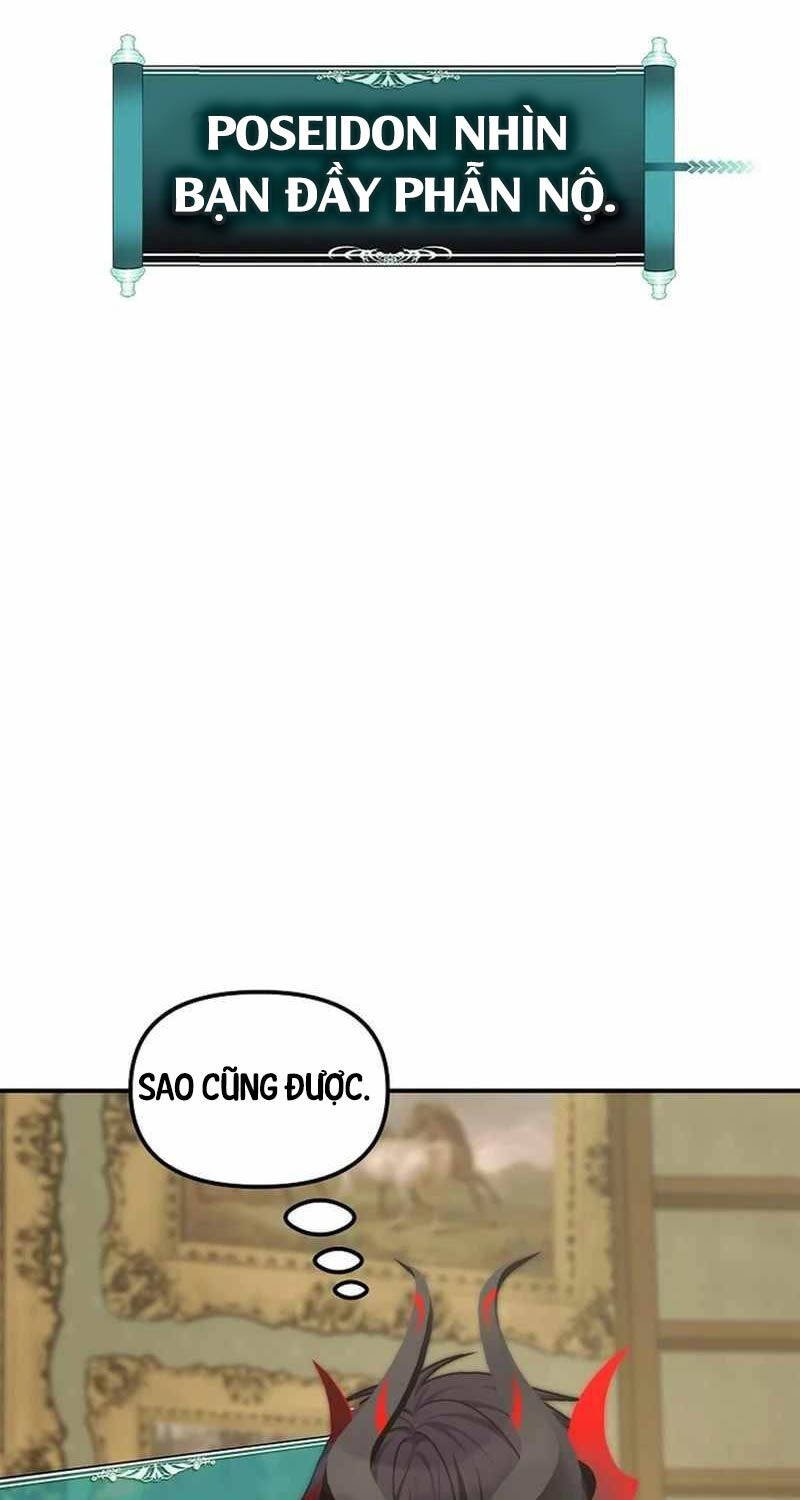 POSEIDON NHÌN
BẠN ĐẦY PHẪN NỘ.
SAO CŨNG ĐƯỢC.